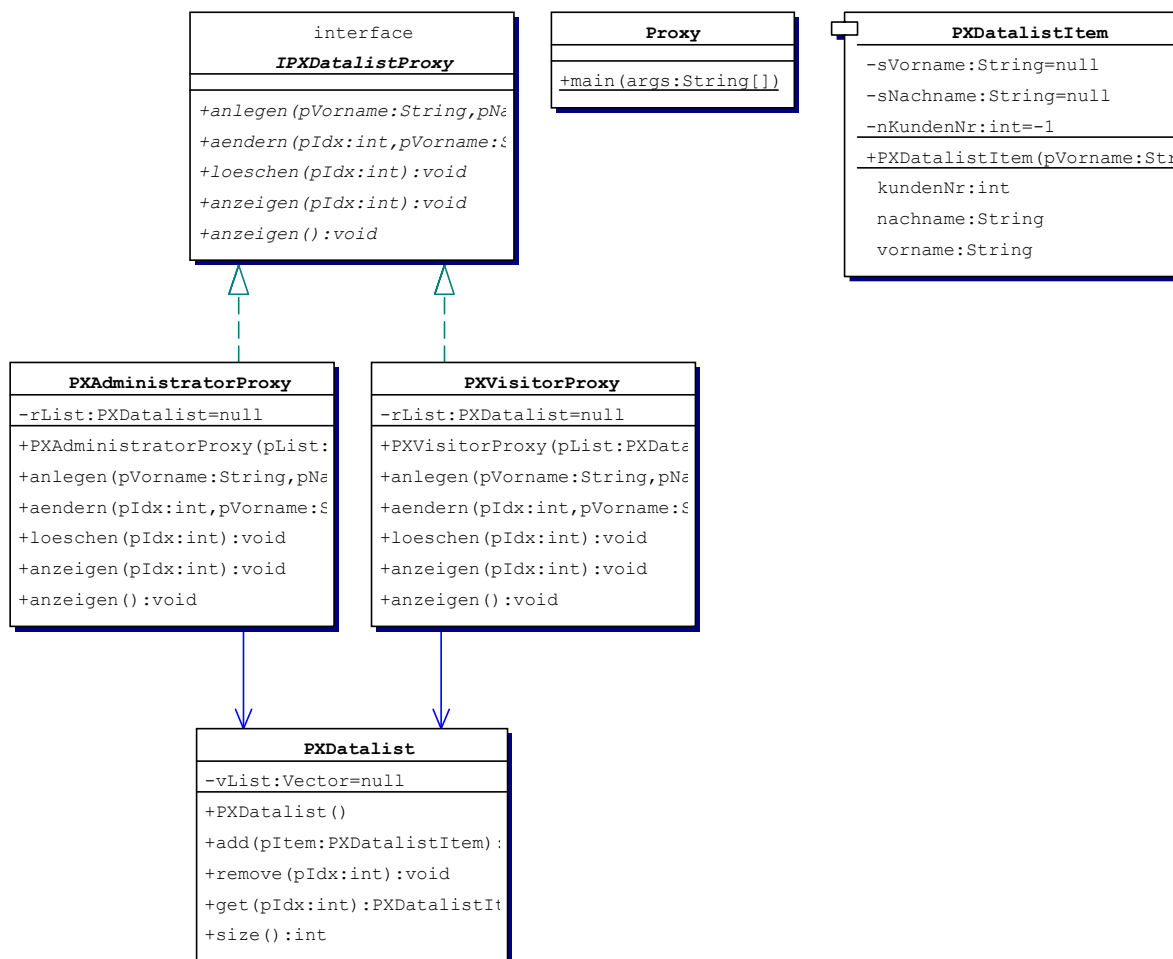 interface
IPXDatalistProxy
+anlegen(pVorname:String,pNa
+aendern(pIdx:int,pVorname:S
+loeschen(pIdx:int):void
+anzeigen(pIdx:int):void
+anzeigen():void
Proxy
+main(args:String[])
PXDatalistItem
-sVorname:String=null
-sNachname:String=null
-nKundenNr:int=-1
+PXDatalistItem(pVorname:Str
kundenNr:int
nachname:String
vorname:String
PXAdministratorProxy
-rList:PXDatalist=null
+PXAdministratorProxy(pList:
+anlegen(pVorname:String,pNa
+aendern(pIdx:int,pVorname:S
+loeschen(pIdx:int):void
+anzeigen(pIdx:int):void
+anzeigen():void
PXVisitorProxy
-rList:PXDatalist=null
+PXVisitorProxy(pList:PXData
+anlegen(pVorname:String,pNa
+aendern(pIdx:int,pVorname:S
+loeschen(pIdx:int):void
+anzeigen(pIdx:int):void
+anzeigen():void
PXDatalist
-vList:Vector=null
+PXDatalist()
+add(pItem:PXDatalistItem):
+remove(pIdx:int):void
+get(pIdx:int):PXDatalistIt
+size():int